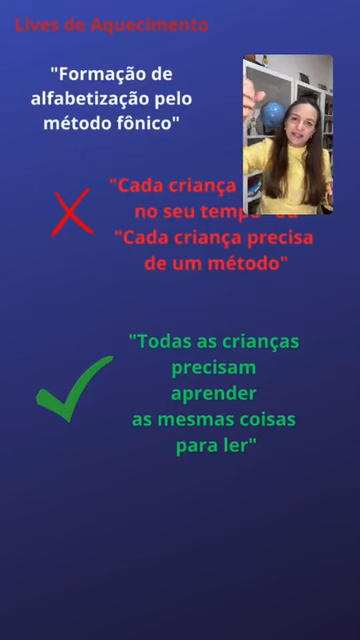 Lives de Aquecimento
"Formação de
alfabetização pelo
método fônico"
"Cada criança
no seu tempo"
"Cada criança precisa
de um método"
"Todas as crianças
precisam
aprender
as mesmas coisas
para ler"